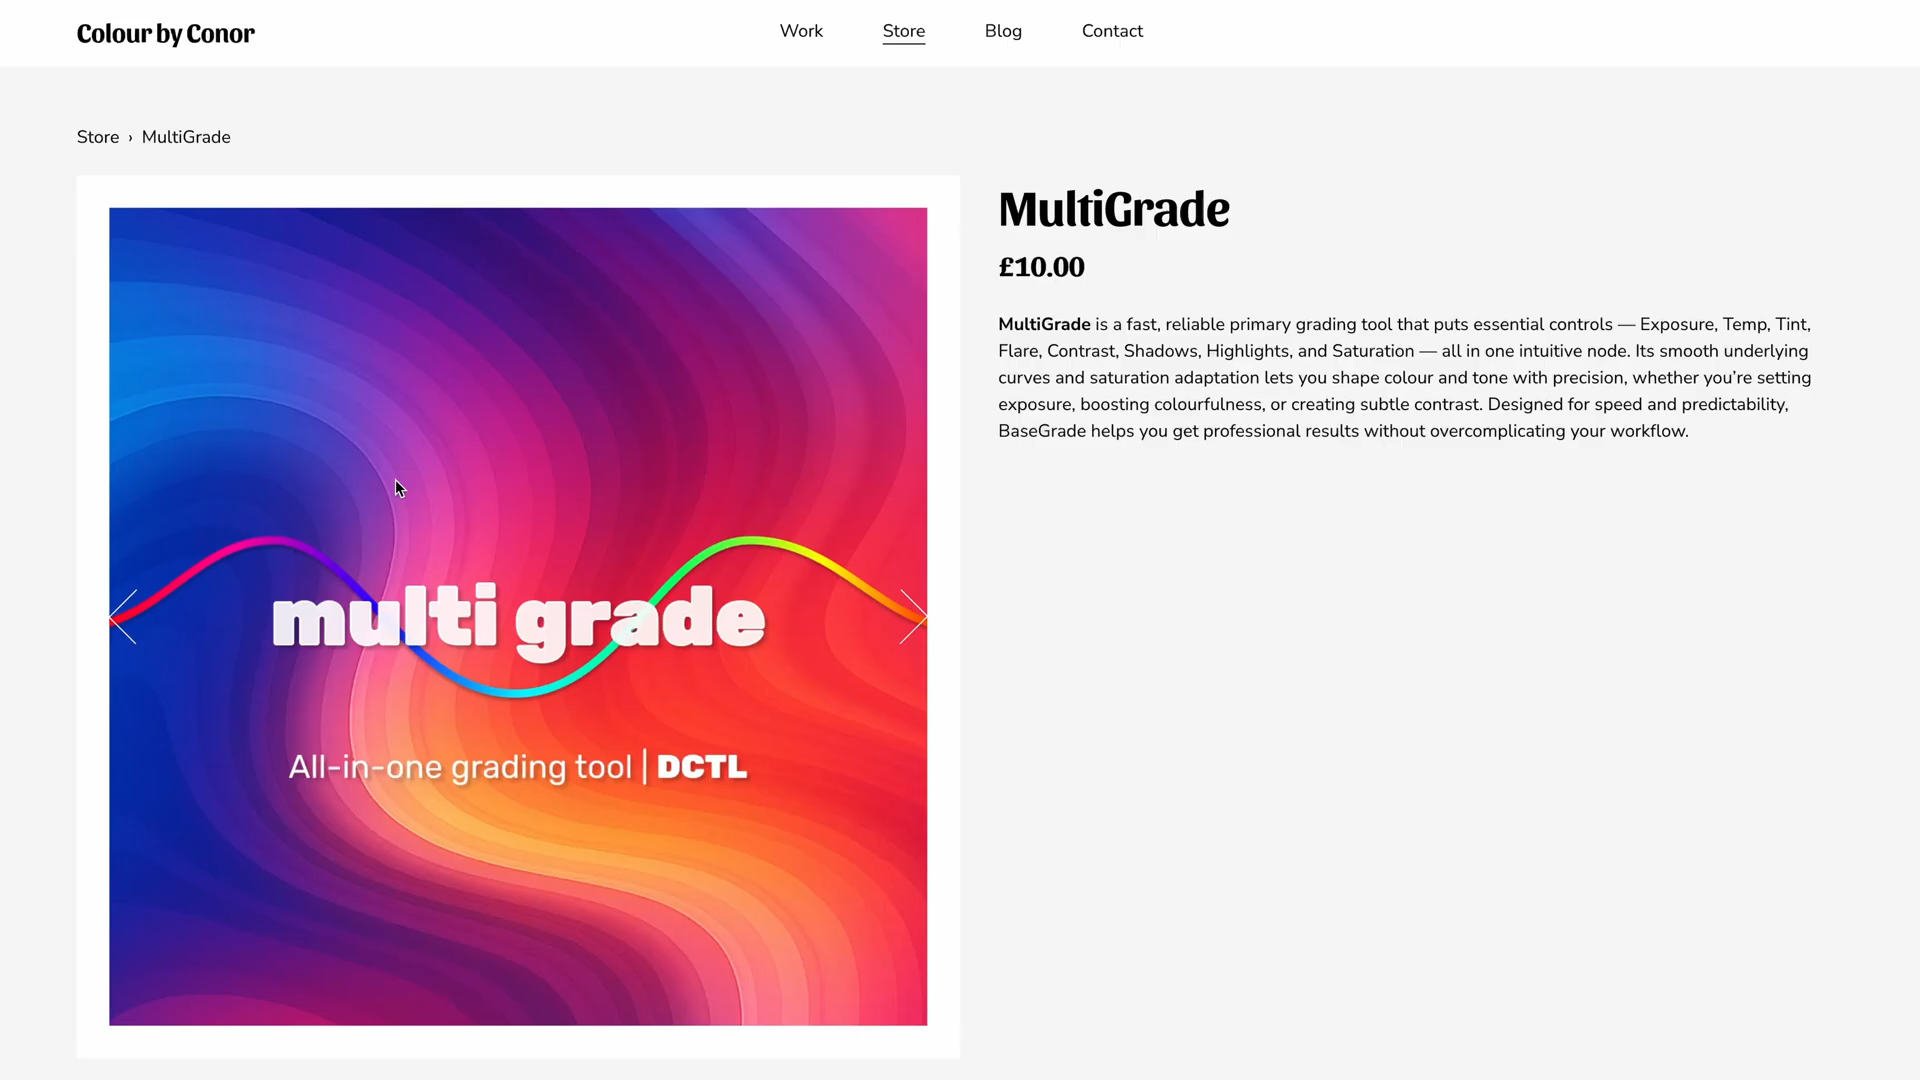 Colour by Conor
Work
Store
Blog
Contact
Store › MultiGrade
multi grade
All-in-one grading tool | DCTL
MultiGrade
£10.00
MultiGrade is a fast, reliable primary grading tool that puts essential controls — Exposure, Temp, Tint,
Flare, Contrast, Shadows, Highlights, and Saturation — all in one intuitive node. Its smooth underlying
curves and saturation adaptation lets you shape colour and tone with precision, whether you’re setting
exposure, boosting colourfulness, or creating subtle contrast. Designed for speed and predictability,
BaseGrade helps you get professional results without overcomplicating your workflow.